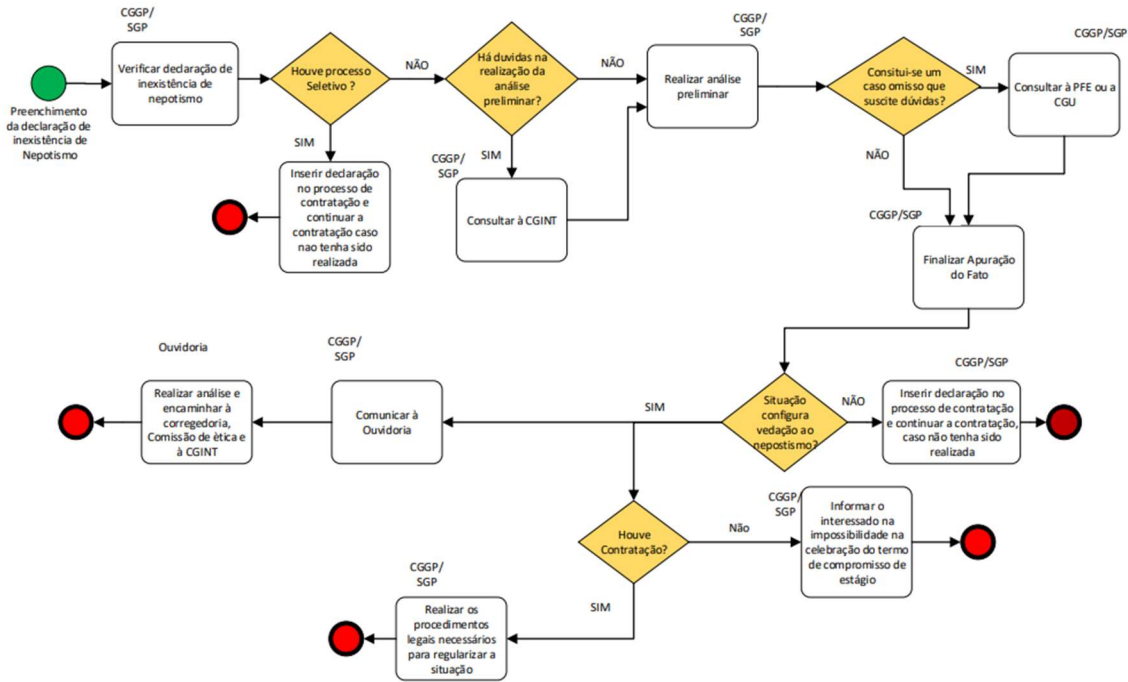 CGGP/
SGP
Preenchimento
da declaração de
inexistência de
Nepotismo
Verificar declaração de
inexistência de
nepotismo
Houve processo
Seletivo ?
NÃO
SIM
Inserir declaração
no processo de
contratação e
continuar a
contratação caso
nao tenha sido
realizada
Há duvidas na
realização da
análise
preliminar?
NÃO
SIM
CGGP/
SGP
Consultar à CGINT
CGGP/
SGP
Realizar análise
preliminar
Consitui-se um
caso omisso que
suscite dúvidas?
SIM
NÃO
CGGP/SGP
Consultar à PFE ou a
CGU
CGGP/SGP
Finalizar Apuração
do Fato
Situação
configura
vedação ao
nepostismo?
NÃO
SIM
CGGP/SGP
Inserir declaração no
processo de contratação
e continuar a contratação,
caso não tenha sido
realizada
CGGP/
SGP
Comunicar à
Ouvidoria
Ouvidoria
Realizar análise e
encaminhar à
corregedoria,
Comissão de ètica e
à CGINT
Houve
Contratação?
Não
SIM
CGGP/
SGP
Informar o
interessado na
impossibilidade na
celebração do termo
de compromisso de
estágio
CGGP/
SGP
Realizar os
procedimentos
legais necessários
para regularizar a
situação